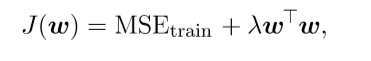 J(w) = MSE_train + λw^⊤w,